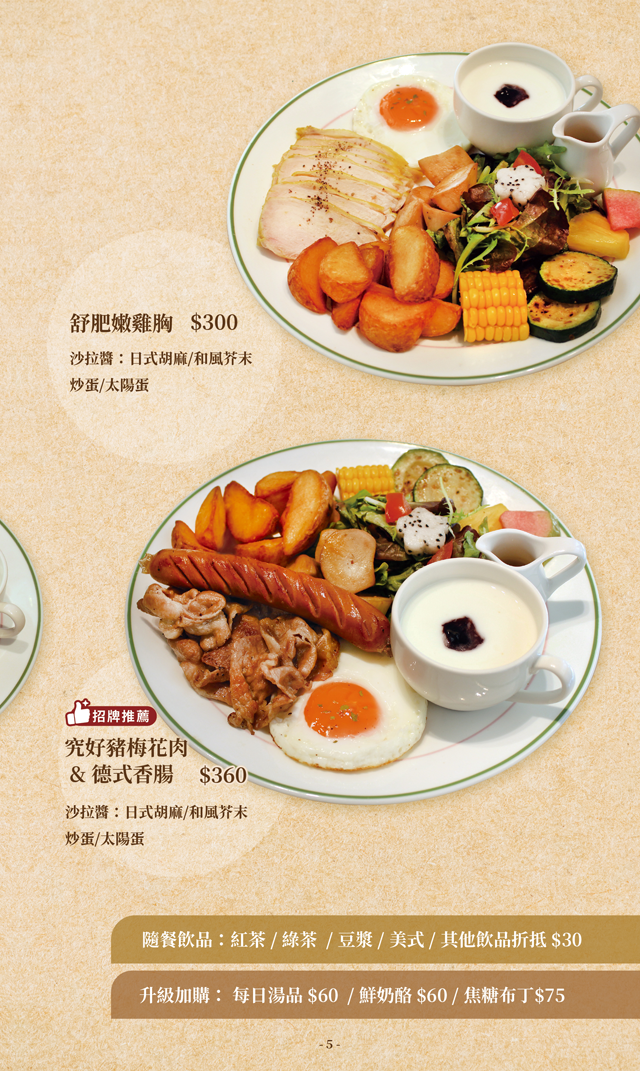 舒肥嫩雞胸 $300
沙拉醬：日式胡麻/和風芥末
炒蛋/太陽蛋
招牌推薦
究好豬梅花肉
& 德式香腸 $360
沙拉醬：日式胡麻/和風芥末
炒蛋/太陽蛋
隨餐飲品：紅茶 / 綠茶 / 豆漿 / 美式 / 其他飲品折抵 $30
升級加購： 每日湯品 $60 / 鮮奶酪 $60 / 焦糖布丁$75
- 5 -